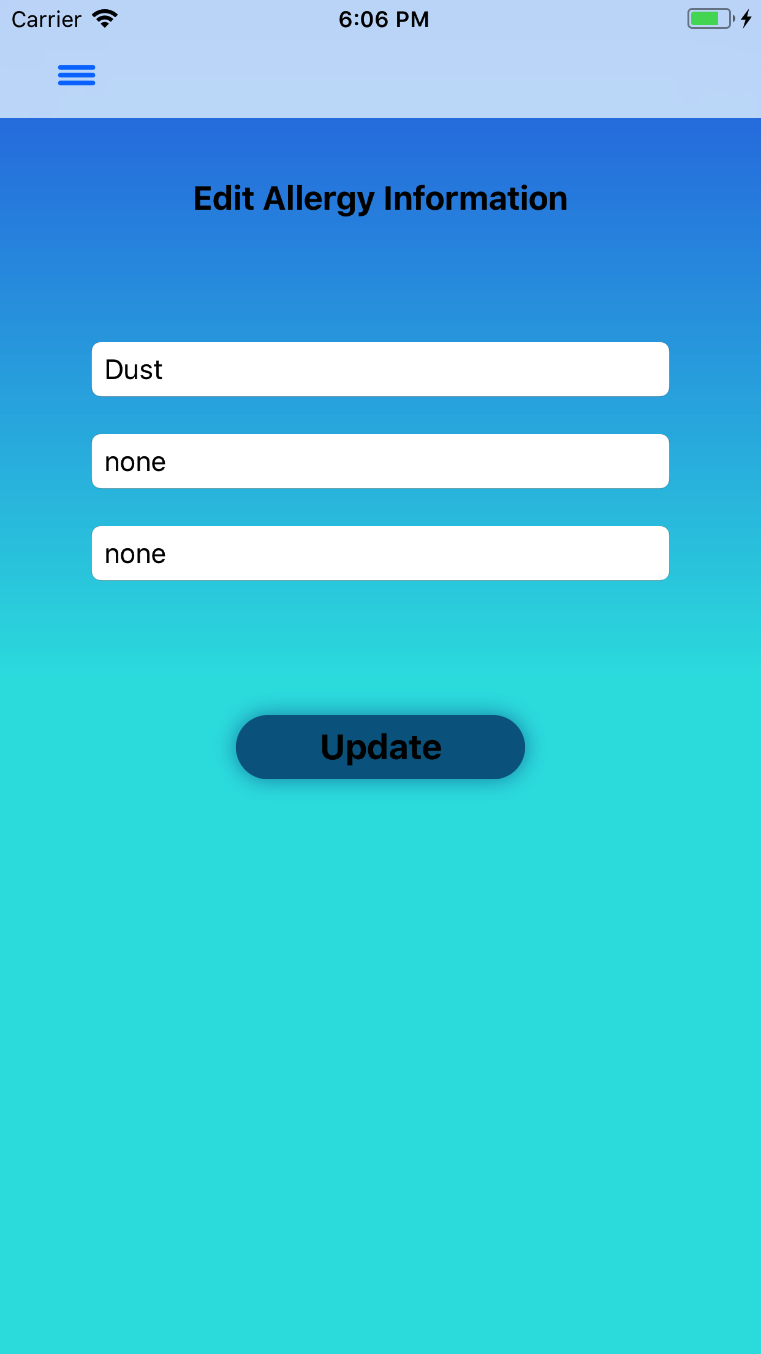 Carrier 6:06 PM
Edit Allergy Information
Dust
none
none
Update